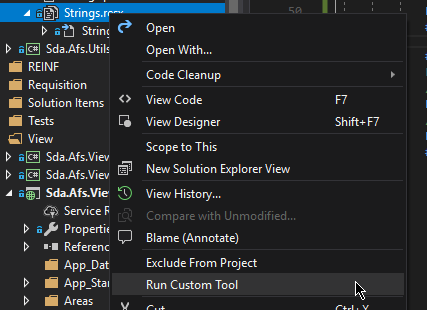 Strings.resx
50
Open
Strings
Open With...
Sda.Afs.Utils
REINF
Code Cleanup
Requisition
View Code F7
Solution Items
View Designer Shift+F7
Tests
View
Scope to This
Sda.Afs.View
New Solution Explorer View
Sda.Afs.View
Sda.Afs.Vie
View History...
Service R
Compare with Unmodified...
Propertie
Blame (Annotate)
Reference
App_Dat
Exclude From Project
App_Star
Run Custom Tool
Areas
Cut Ctrl+X